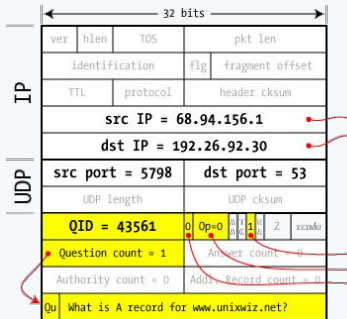 32 bits
ver hlen TOS pkt len
identification flg fragment offset
TTL protocol header cksum
IP
src IP = 68.94.156.1
dst IP = 192.26.92.30
UDP
src port = 5798 dst port = 53
UDP length UDP cksum
QID = 43561 0 Op=0 1 Z rcode
Question count = 1 Answer count = 0
Authority count = 0 Addl. Record count = 0
Qu What is A record for www.unixwiz.net?